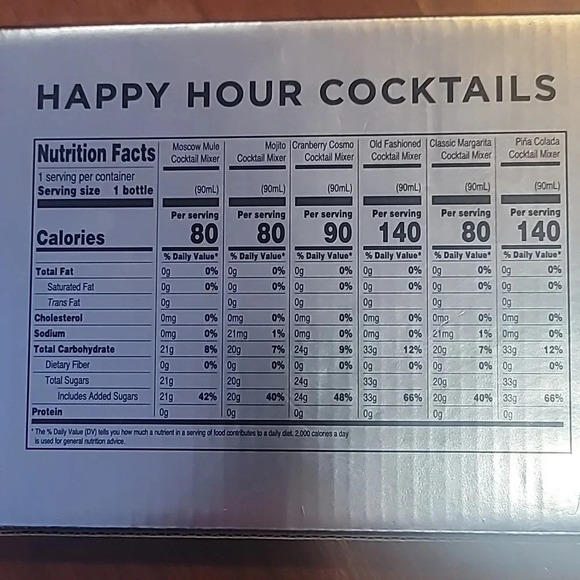 HAPPY HOUR COCKTAILS
Nutrition Facts
1 serving per container
Serving size 1 bottle
Moscow Mule Cocktail Mixer (90mL)
Mojito Cocktail Mixer (90mL)
Cranberry Cosmo Cocktail Mixer (90mL)
Old Fashioned Cocktail Mixer (90mL)
Classic Margarita Cocktail Mixer (90mL)
Piña Colada Cocktail Mixer (90mL)
Per serving Per serving Per serving Per serving Per serving Per serving
Calories 80 80 90 140 80 140
% Daily Value* % Daily Value* % Daily Value* % Daily Value* % Daily Value* % Daily Value*
Total Fat 0g 0% 0g 0% 0g 0% 0g 0% 0g 0% 0g 0%
Saturated Fat 0g 0% 0g 0% 0g 0% 0g 0% 0g 0% 0g 0%
Trans Fat 0g 0g 0g 0g 0g 0g
Cholesterol 0mg 0% 0mg 0% 0mg 0% 0mg 0% 0mg 0% 0mg 0%
Sodium 0mg 0% 21mg 1% 0mg 0% 0mg 0% 21mg 1% 0mg 0%
Total Carbohydrate 21g 8% 20g 7% 24g 9% 33g 12% 20g 7% 33g 12%
Dietary Fiber 0g 0% 0g 0% 0g 0% 0g 0% 0g 0% 0g 0%
Total Sugars 21g 20g 24g 33g 20g 33g
Includes Added Sugars 21g 42% 20g 40% 24g 48% 33g 66% 20g 40% 33g 66%
Protein 0g 0g 0g 0g 0g 0g
* The % Daily Value (DV) tells you how much a nutrient in a serving of food contributes to a daily diet. 2,000 calories a day
is used for general nutrition advice.